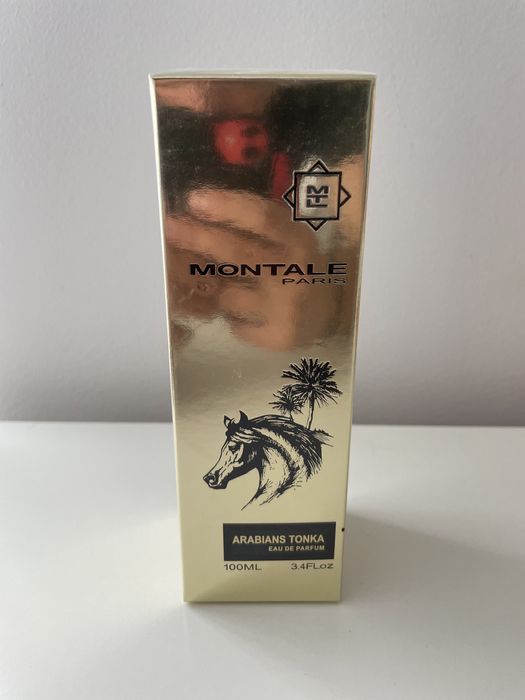 MONTALE
PARIS
ARABIANS TONKA
EAU DE PARFUM
100ML 3.4FLoz